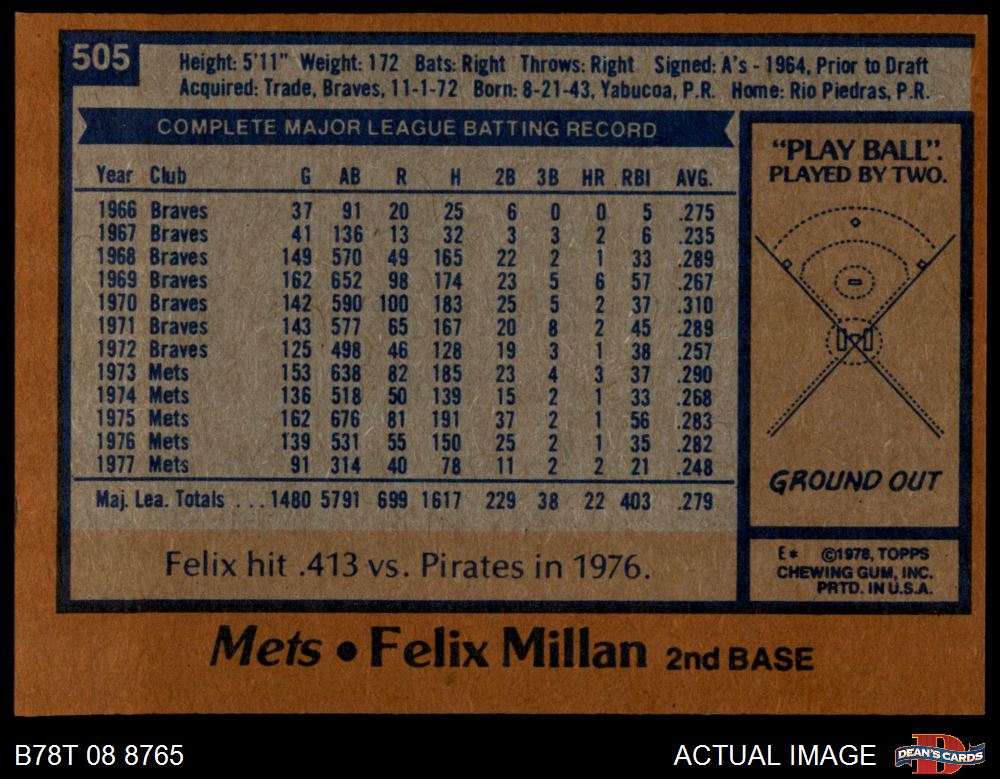 505
Height: 5'11" Weight: 172 Bats: Right Throws: Right Signed: A's - 1964, Prior to Draft
Acquired: Trade, Braves, 11-1-72 Born: 8-21-43, Yabucoa, P.R. Home: Rio Piedras, P.R.
COMPLETE MAJOR LEAGUE BATTING RECORD
Year Club G AB R H 2B 3B HR RBI AVG.
1966 Braves 37 91 20 25 6 0 0 5 .275
1967 Braves 41 136 13 32 3 3 2 6 .235
1968 Braves 149 570 49 165 22 2 1 33 .289
1969 Braves 162 652 98 174 23 5 6 57 .267
1970 Braves 142 590 100 183 25 5 2 37 .310
1971 Braves 143 577 65 167 20 8 2 45 .289
1972 Braves 125 498 46 128 19 3 1 38 .257
1973 Mets 153 638 82 185 23 4 3 37 .290
1974 Mets 136 518 50 139 15 2 1 33 .268
1975 Mets 162 676 81 191 37 2 1 56 .283
1976 Mets 139 531 55 150 25 2 1 35 .282
1977 Mets 91 314 40 78 11 2 2 21 .248
Maj. Lea. Totals ... 1480 5791 699 1617 229 38 22 403 .279
Felix hit .413 vs. Pirates in 1976.
"PLAY BALL".
PLAYED BY TWO.
GROUND OUT
E* ©1978, TOPPS
CHEWING GUM, INC.
PRTD. IN U.S.A.
Mets • Felix Millan 2nd BASE
B78T 08 8765
ACTUAL IMAGE
DEAN'S CARDS